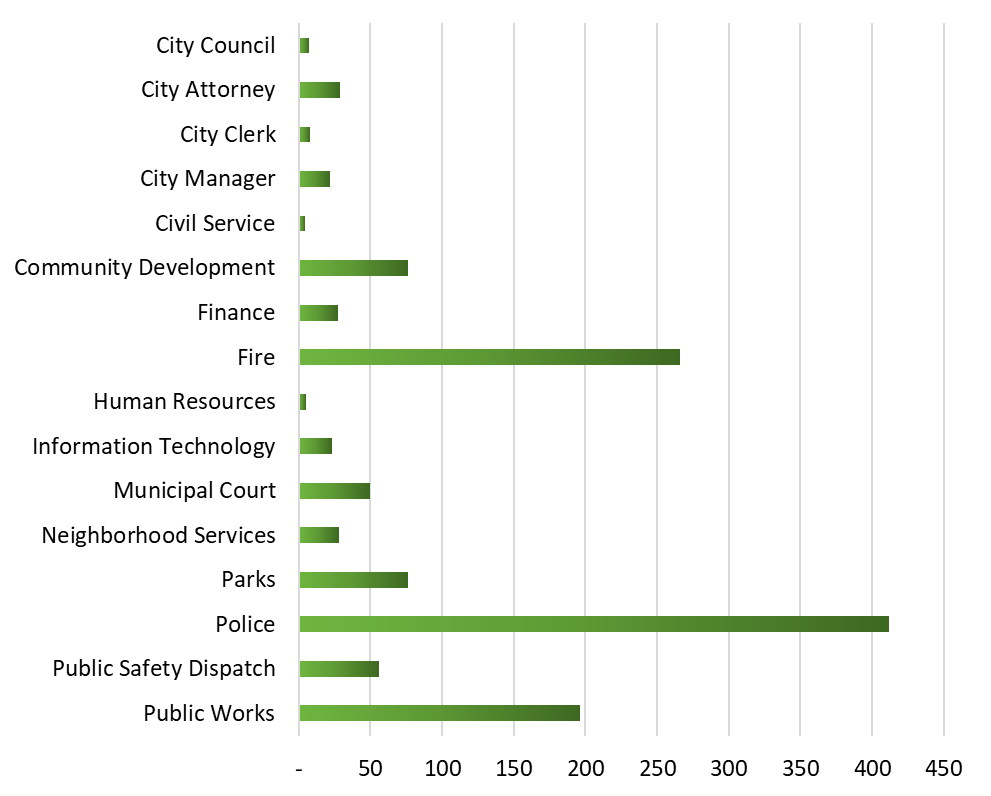 City Council
City Attorney
City Clerk
City Manager
Civil Service
Community Development
Finance
Fire
Human Resources
Information Technology
Municipal Court
Neighborhood Services
Parks
Police
Public Safety Dispatch
Public Works
- 50 100 150 200 250 300 350 400 450